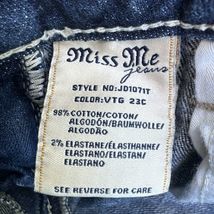 Miss Me
Jeans
STYLE NO: JD1071T
COLOR: VTG 23C
98% COTTON/COTON/
ALGODÓN/BAUMWOLLE/
ALGODÃO
2% ELASTANE/ÉLASTHANNE/
ELASTANO/ELASTAN/
ELASTANO
SEE REVERSE FOR CARE